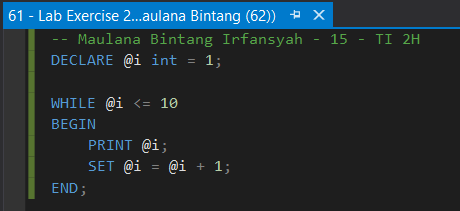 61 - Lab Exercise 2...aulana Bintang (62))
-- Maulana Bintang Irfansyah - 15 - TI 2H
DECLARE @i int = 1;
WHILE @i <= 10
BEGIN
PRINT @i;
SET @i = @i + 1;
END;